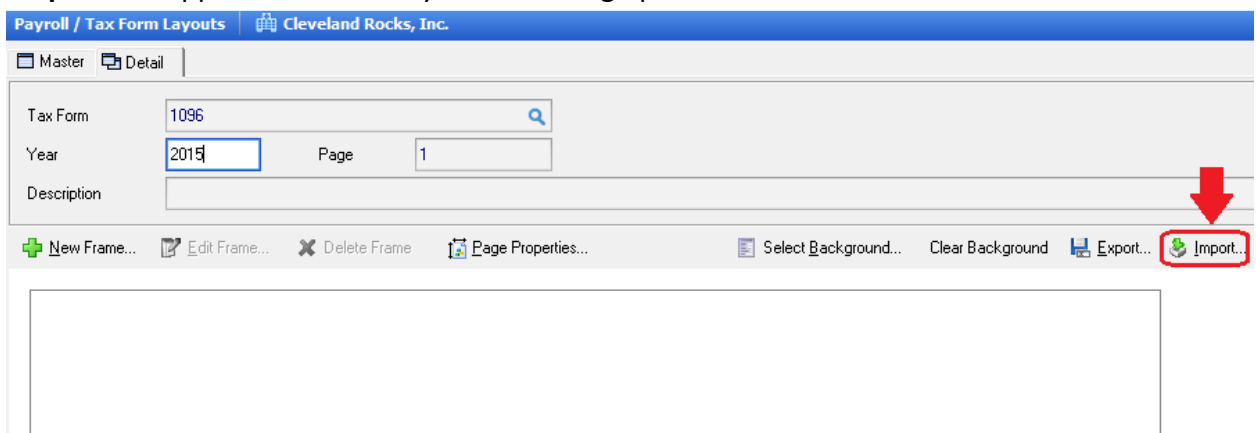 Payroll / Tax Form Layouts Cleveland Rocks, Inc.
Master Detail
Tax Form 1096
Year 2015 Page 1
Description
New Frame... Edit Frame... Delete Frame Page Properties... Select Background... Clear Background Export... Import...